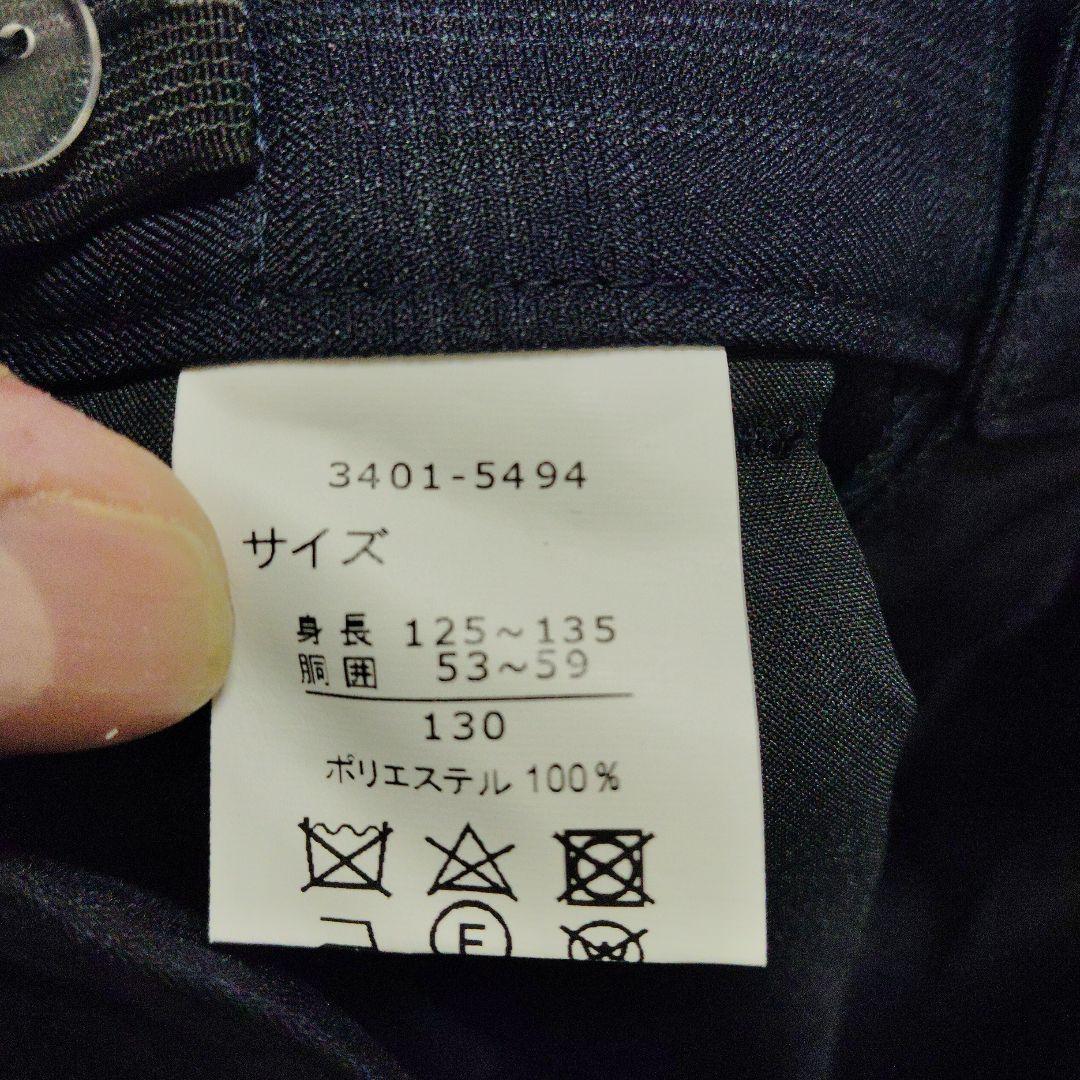 3401-5494
サイズ
身長 125～135
胴囲 53～59
130
ポリエステル 100%
F